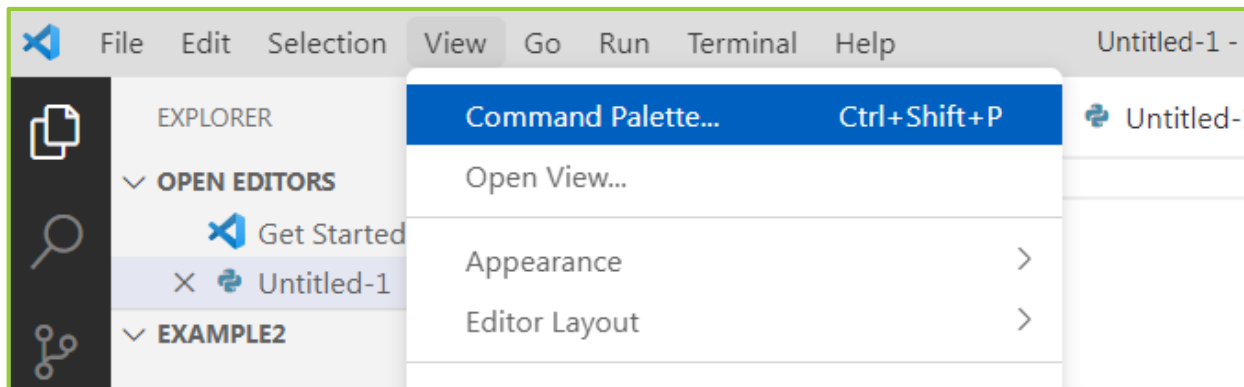 File Edit Selection View Go Run Terminal Help Untitled-1 -
EXPLORER
OPEN EDITORS
Get Started
Untitled-1
EXAMPLE2
Command Palette... Ctrl+Shift+P
Open View...
Appearance
Editor Layout
Untitled-